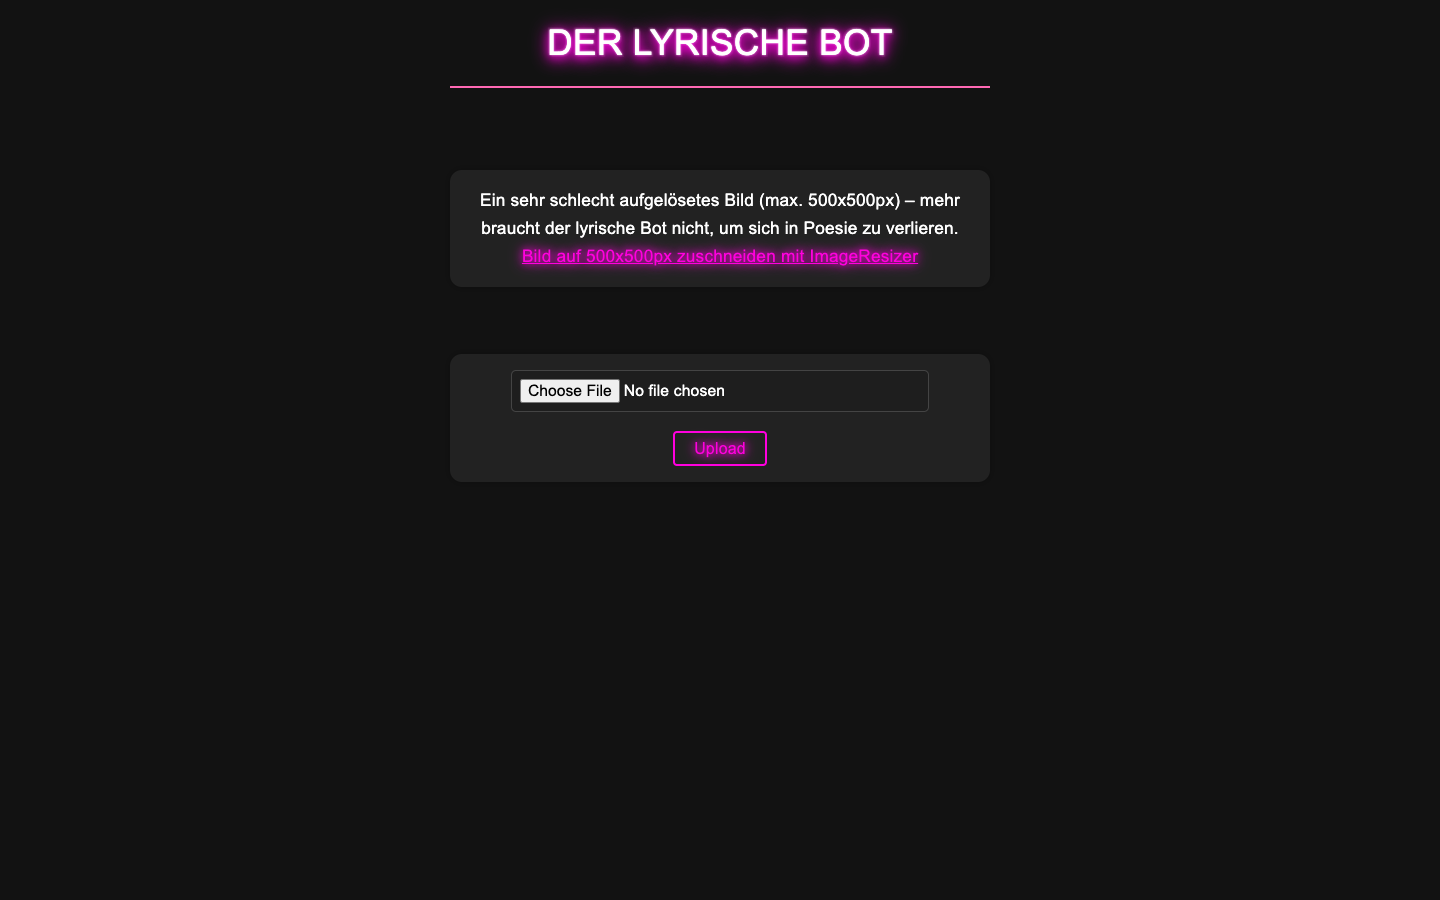 DER LYRISCHE BOT
Ein sehr schlecht aufgelösetes Bild (max. 500x500px) – mehr
braucht der lyrische Bot nicht, um sich in Poesie zu verlieren.
Bild auf 500x500px zuschneiden mit ImageResizer
Choose File No file chosen
Upload